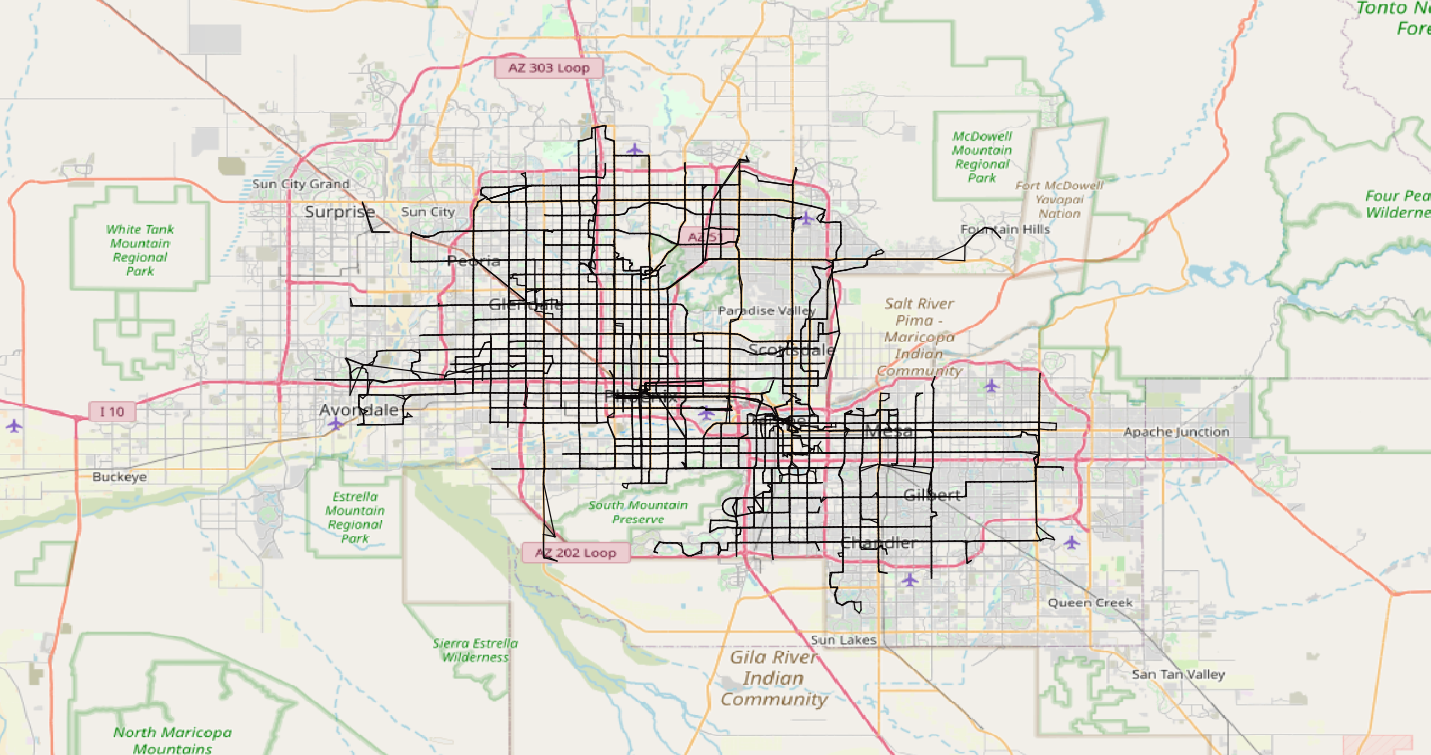 Tonto N
Fore
AZ 303 Loop
McDowell
Mountain
Regional
Park
Sun City Grand
Fort McDowell
Yavapai
Nation
Four Pea
Wilderne
Surprise
Sun City
White Tank
Mountain
Regional
Park
Fountain Hills
AZ 51
Peoria
Glendale
Paradise Valley
Salt River
Pima -
Maricopa
Indian
Community
Scottsdale
I 10
Avondale
Phoenix
Tempe
Mesa
Apache Junction
Buckeye
Estrella
Mountain
Regional
Park
South Mountain
Preserve
Gilbert
AZ 202 Loop
Chandler
Queen Creek
Sierra Estrella
Wilderness
Sun Lakes
Gila River
Indian
Community
San Tan Valley
North Maricopa
Mountains